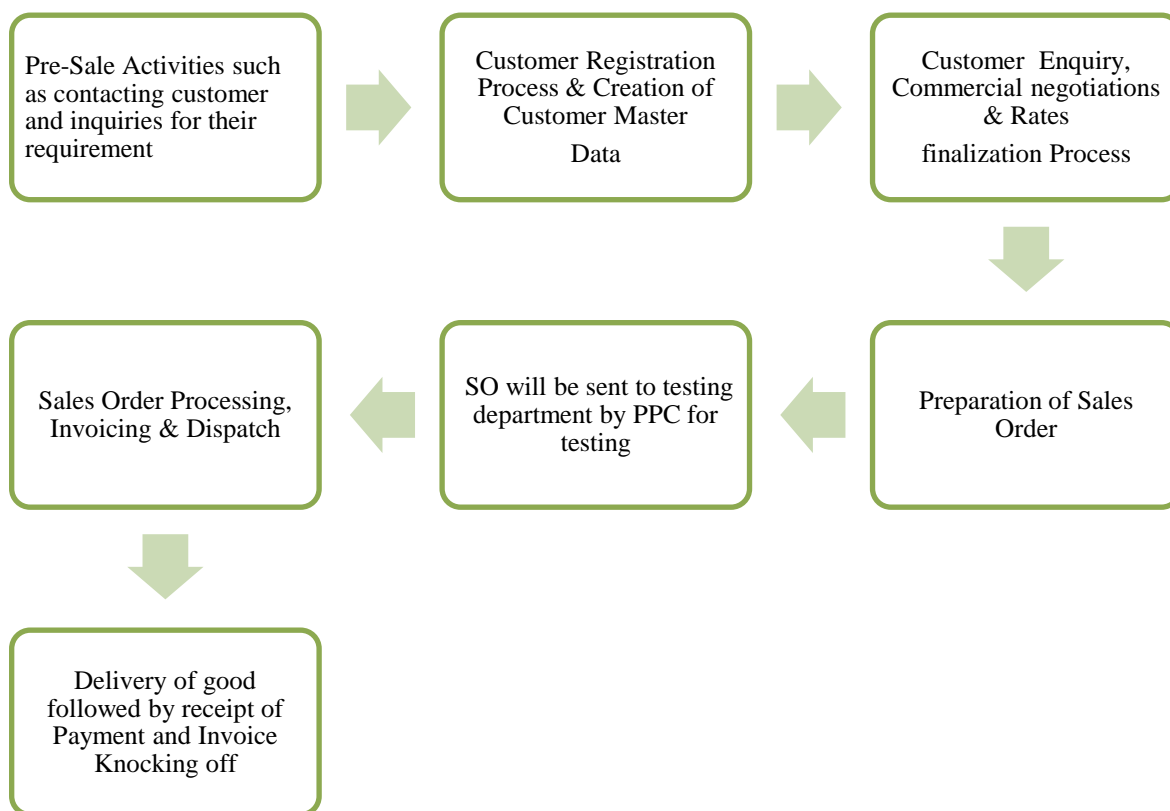 Pre-Sale Activities such
as contacting customer
and inquiries for their
requirement
Customer Registration
Process & Creation of
Customer Master
Data
Customer Enquiry,
Commercial negotiations
& Rates
finalization Process
Preparation of Sales
Order
SO will be sent to testing
department by PPC for
testing
Sales Order Processing,
Invoicing & Dispatch
Delivery of good
followed by receipt of
Payment and Invoice
Knocking off